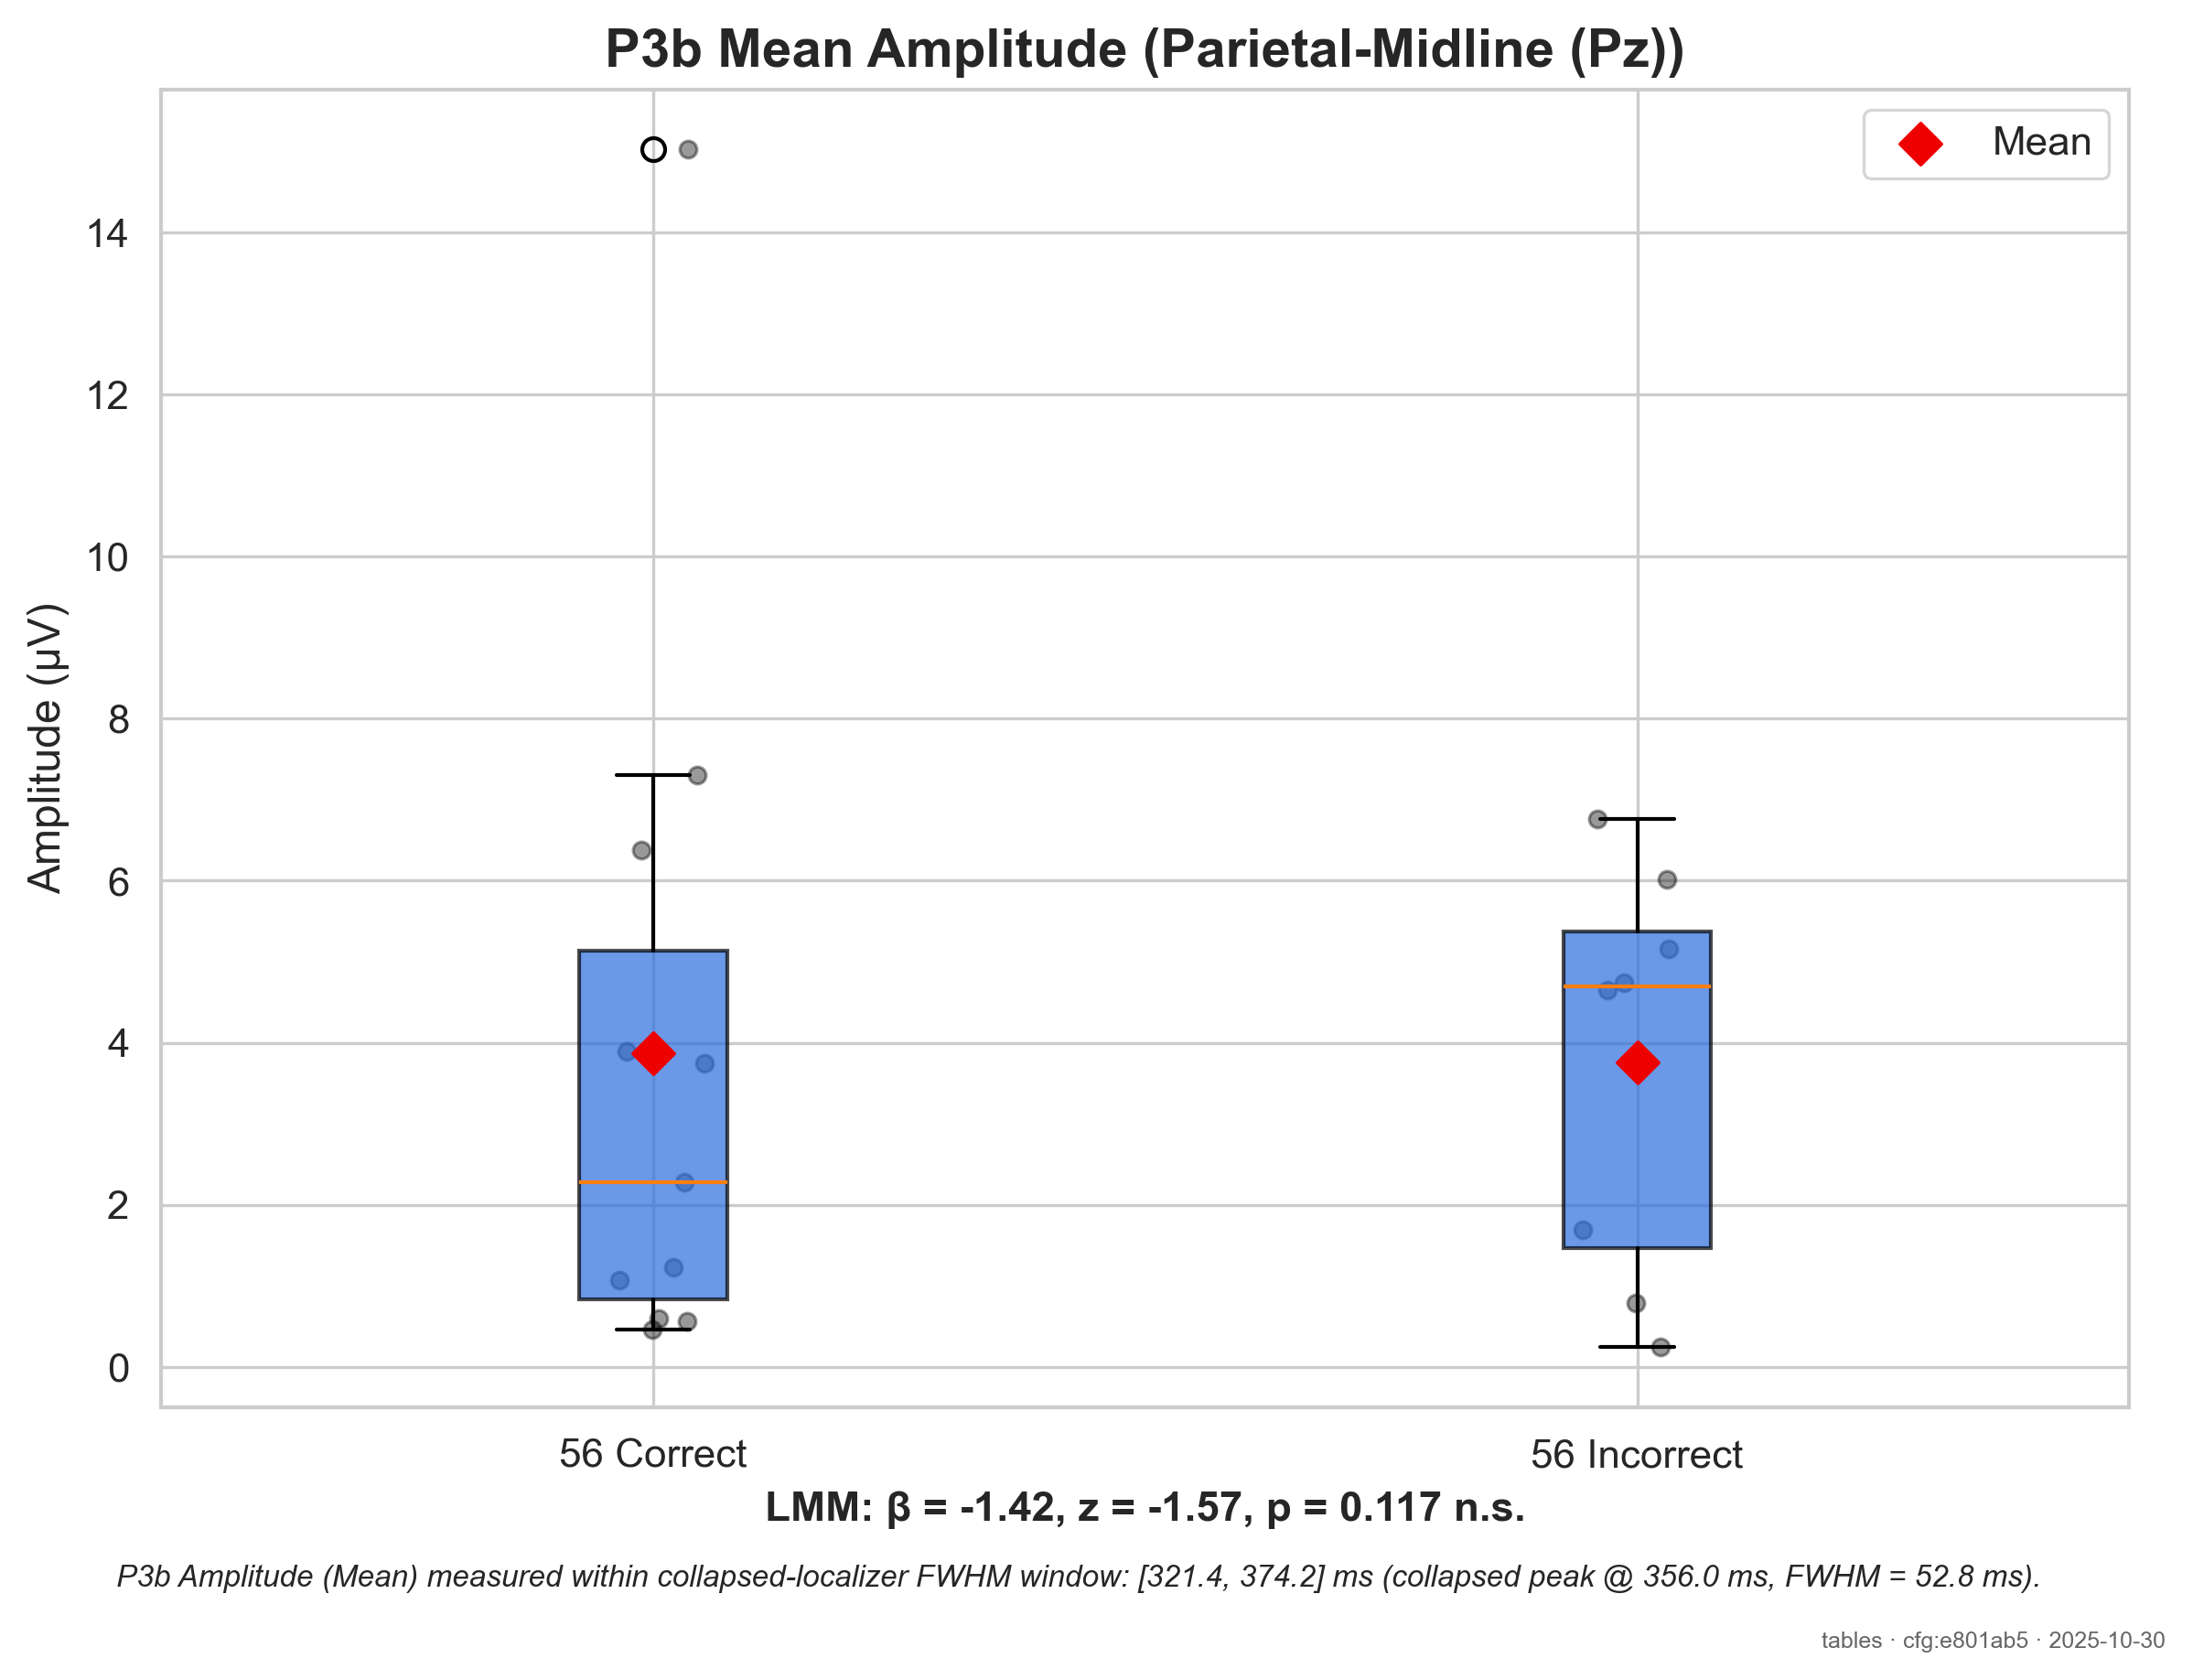 P3b Mean Amplitude (Parietal-Midline (Pz))
Mean
14
12
10
8
6
4
2
0
Amplitude (µV)
56 Correct
56 Incorrect
LMM: β = -1.42, z = -1.57, p = 0.117 n.s.
P3b Amplitude (Mean) measured within collapsed-localizer FWHM window: [321.4, 374.2] ms (collapsed peak @ 356.0 ms, FWHM = 52.8 ms).
tables · cfg:e801ab5 · 2025-10-30